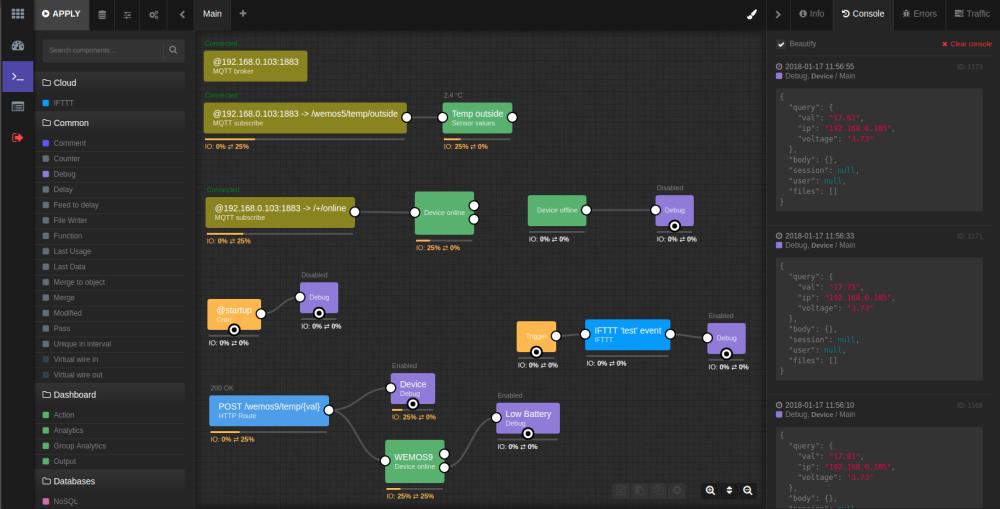 APPLY
Main
Info
Console
Errors
Traffic
Search components ...
Cloud
IFTTT
Common
Comment
Counter
Debug
Delay
Feed to delay
File Writer
Function
Last Usage
Last Data
Merge to object
Merge
Modified
Pass
Unique in interval
Virtual wire in
Virtual wire out
Dashboard
Action
Analytics
Group Analytics
Output
Databases
NoSQL
Connected
@192.168.0.103:1883
MQTT broker
Connected
@192.168.0.103:1883 -> /wemos5/temp/outside
MQTT subscribe
IO: 0% ⇄ 25%
2.4 °C
Temp outside
Sensor values
IO: 25% ⇄ 0%
Connected
@192.168.0.103:1883 -> /+/online
MQTT subscribe
IO: 0% ⇄ 25%
Device online
IO: 25% ⇄ 0%
Device offline
IO: 0% ⇄ 0%
Disabled
Debug
IO: 0% ⇄ 0%
@startup
Cron
IO: 0% ⇄ 0%
Disabled
Debug
IO: 0% ⇄ 0%
Trigger
IO: 0% ⇄ 0%
IFTTT 'test' event
IFTTT
IO: 0% ⇄ 0%
Enabled
Debug
IO: 0% ⇄ 0%
200 OK
POST /wemos9/temp/{val}
HTTP Route
IO: 0% ⇄ 25%
Enabled
Device
Debug
IO: 25% ⇄ 0%
WEMOS9
Device online
IO: 25% ⇄ 25%
Enabled
Low Battery
Debug
IO: 0% ⇄ 0%
Beautify
Clear console
2018-01-17 11:56:55
ID: 1173
Debug, Device / Main
{
"query": {
"val": "17.62",
"ip": "192.168.0.105",
"voltage": "3.73"
},
"body": {},
"session": null,
"user": null,
"files": []
}
2018-01-17 11:56:33
ID: 1171
Debug, Device / Main
{
"query": {
"val": "17.75",
"ip": "192.168.0.105",
"voltage": "3.72"
},
"body": {},
"session": null,
"user": null,
"files": []
}
2018-01-17 11:56:10
ID: 1169
Debug, Device / Main
{
"query": {
"val": "17.81",
"ip": "192.168.0.105",
"voltage": "3.73"
},
"body": {},